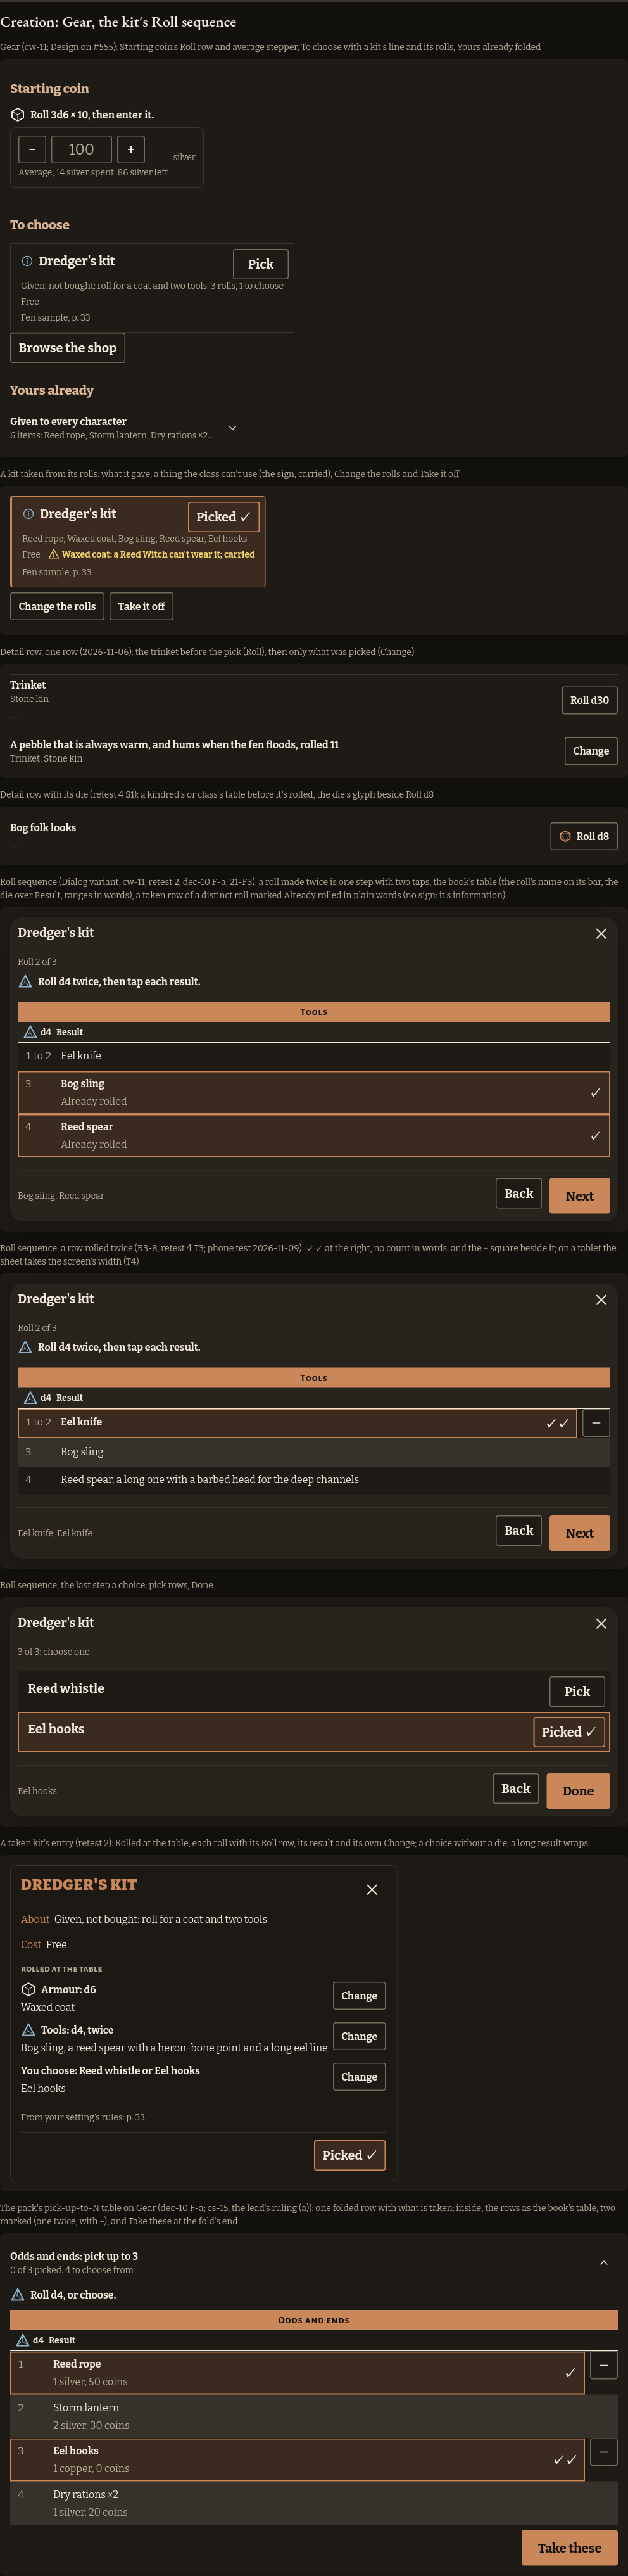 Creation: Gear, the kit's Roll sequence
Gear (cw-11; Design on #555): Starting coin's Roll row and average stepper, To choose with a kit's line and its rolls, Yours already folded
Starting coin
Roll 3d6 × 10, then enter it.
− 100 + silver
Average, 14 silver spent: 86 silver left
To choose
Dredger's kit Pick
Given, not bought: roll for a coat and two tools. 3 rolls, 1 to choose
Free
Fen sample, p. 33
Browse the shop
Yours already
Given to every character
6 items: Reed rope, Storm lantern, Dry rations ×2...
A kit taken from its rolls: what it gave, a thing the class can't use (the sign, carried), Change the rolls and Take it off
Dredger's kit Picked ✓
Reed rope, Waxed coat, Bog sling, Reed spear, Eel hooks
Free Waxed coat: a Reed Witch can't wear it; carried
Fen sample, p. 33
Change the rolls Take it off
Detail row, one row (2026-11-06): the trinket before the pick (Roll), then only what was picked (Change)
Trinket
Stone kin
—
Roll d30
A pebble that is always warm, and hums when the fen floods, rolled 11
Trinket, Stone kin
Change
Detail row with its die (retest 4 S1): a kindred's or class's table before it's rolled, the die's glyph beside Roll d8
Bog folk looks
—
Roll d8
Roll sequence (Dialog variant, cw-11; retest 2; dec-10 F-a, 21-F3): a roll made twice is one step with two taps, the book's table (the roll's name on its bar, the
die over Result, ranges in words), a taken row of a distinct roll marked Already rolled in plain words (no sign: it's information)
Dredger's kit
Roll 2 of 3
Roll d4 twice, then tap each result.
Tools
d4 Result
1 to 2 Eel knife
3 Bog sling
Already rolled ✓
4 Reed spear
Already rolled ✓
Bog sling, Reed spear Back Next
Roll sequence, a row rolled twice (R3-8, retest 4 T3; phone test 2026-11-09): ✓✓ at the right, no count in words, and the − square beside it; on a tablet the
sheet takes the screen's width (T4)
Dredger's kit
Roll 2 of 3
Roll d4 twice, then tap each result.
Tools
d4 Result
1 to 2 Eel knife ✓✓ −
3 Bog sling
4 Reed spear, a long one with a barbed head for the deep channels
Eel knife, Eel knife Back Next
Roll sequence, the last step a choice: pick rows, Done
Dredger's kit
3 of 3: choose one
Reed whistle Pick
Eel hooks Picked ✓
Eel hooks Back Done
A taken kit's entry (retest 2): Rolled at the table, each roll with its Roll row, its result and its own Change; a choice without a die; a long result wraps
DREDGER'S KIT
About Given, not bought: roll for a coat and two tools.
Cost Free
ROLLED AT THE TABLE
Armour: d6
Waxed coat
Change
Tools: d4, twice
Bog sling, a reed spear with a heron-bone point and a long eel line
Change
You choose: Reed whistle or Eel hooks
Eel hooks
Change
From your setting's rules: p. 33.
Picked ✓
The pack's pick-up-to-N table on Gear (dec-10 F-a; cs-15, the lead's ruling (a)): one folded row with what is taken; inside, the rows as the book's table, two
marked (one twice, with −), and Take these at the fold's end
Odds and ends: pick up to 3
0 of 3 picked. 4 to choose from
Roll d4, or choose.
Odds and ends
d4 Result
1 Reed rope
1 silver, 50 coins ✓ −
2 Storm lantern
2 silver, 30 coins
3 Eel hooks
1 copper, 0 coins ✓✓ −
4 Dry rations ×2
1 silver, 20 coins
Take these